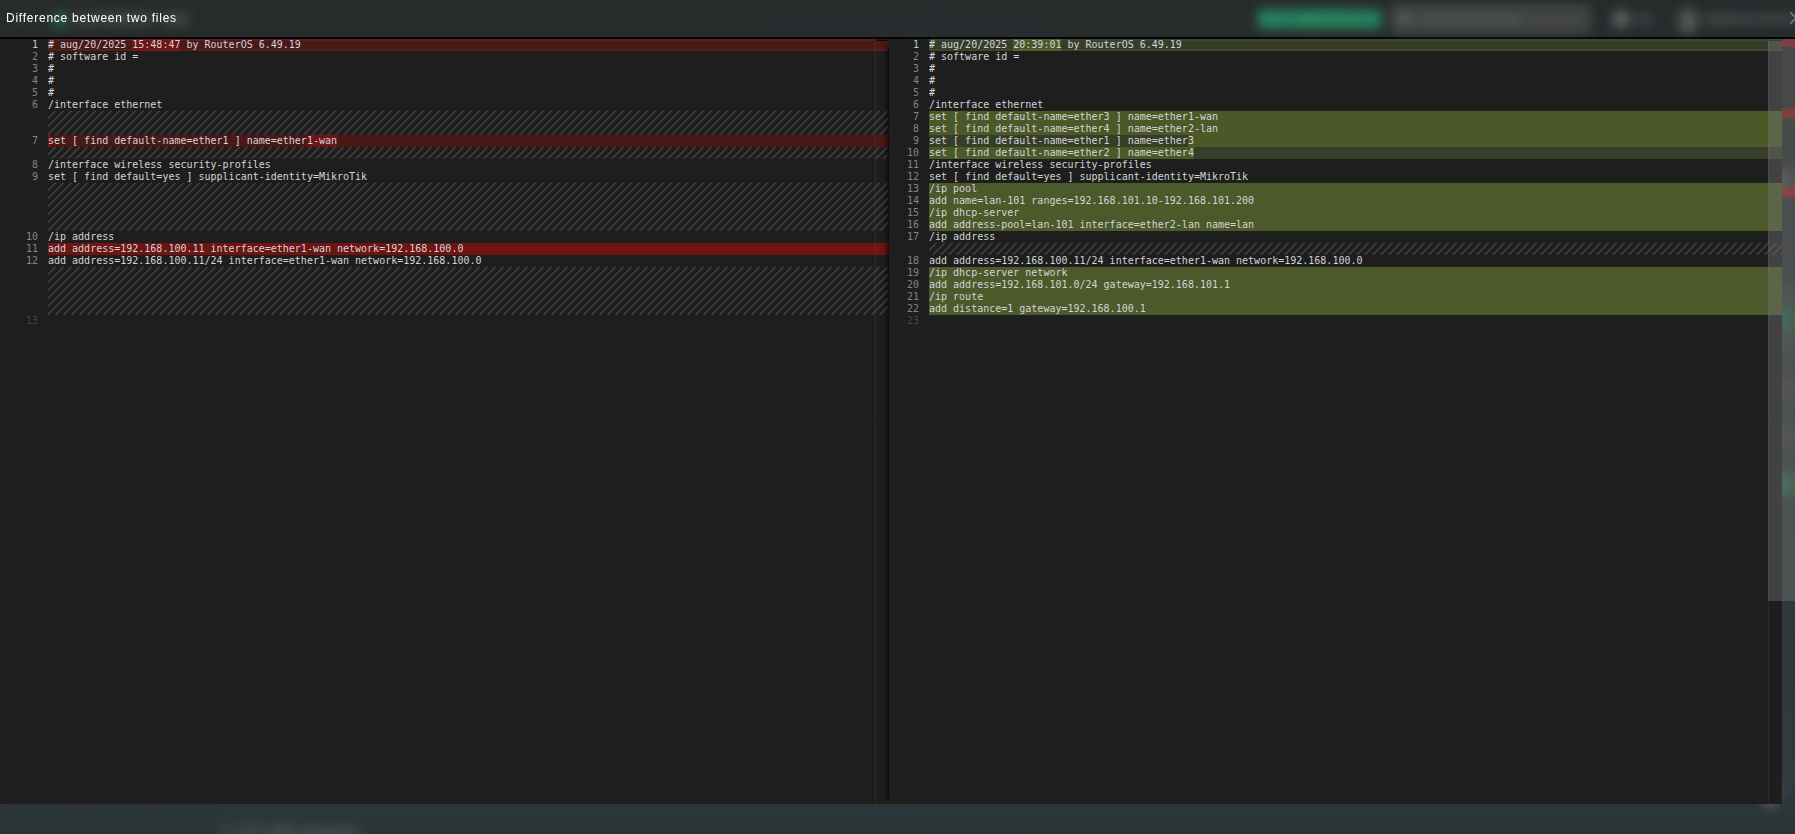 Difference between two files
1 # aug/20/2025 15:48:47 by RouterOS 6.49.19
2 # software id =
3 #
4 #
5 #
6 /interface ethernet
7 set [ find default-name=ether1 ] name=ether1-wan
8 /interface wireless security-profiles
9 set [ find default=yes ] supplicant-identity=MikroTik
10 /ip address
11 add address=192.168.100.11 interface=ether1-wan network=192.168.100.0
12 add address=192.168.100.11/24 interface=ether1-wan network=192.168.100.0
13
1 # aug/20/2025 20:39:01 by RouterOS 6.49.19
2 # software id =
3 #
4 #
5 #
6 /interface ethernet
7 set [ find default-name=ether3 ] name=ether1-wan
8 set [ find default-name=ether4 ] name=ether2-lan
9 set [ find default-name=ether1 ] name=ether3
10 set [ find default-name=ether2 ] name=ether4
11 /interface wireless security-profiles
12 set [ find default=yes ] supplicant-identity=MikroTik
13 /ip pool
14 add name=lan-101 ranges=192.168.101.10-192.168.101.200
15 /ip dhcp-server
16 add address-pool=lan-101 interface=ether2-lan name=lan
17 /ip address
18 add address=192.168.100.11/24 interface=ether1-wan network=192.168.100.0
19 /ip dhcp-server network
20 add address=192.168.101.0/24 gateway=192.168.101.1
21 /ip route
22 add distance=1 gateway=192.168.100.1
23